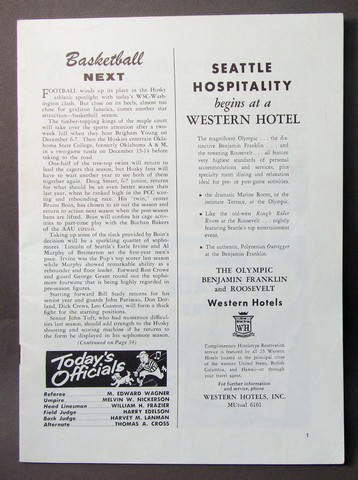 Basketball
NEXT
FOOTBALL winds up its place in the Husky
athletic spotlight with today's WSC-Wash-
ington clash. But close on its heels, almost too
close for gridiron fanatics, comes another star
attraction—basketball season.
The timber-topping kings of the maple court
will take over the sports attention after a two-
week lull when they host Brigham Young on
December 6-7. Then the Huskies entertain Okla-
homa State College, formerly Oklahoma A & M,
in a two-game rustle on December 13-14 before
taking to the road.
One-half of the tree-top twins will return to
lead the cagers this season, but Husky fans will
have to wait another year to see both of them
together again. Doug Smart, 6-7 junior, returns
for what should be an even better season than
last year, when he ranked high in the PCC scor-
ing and rebounding race. His "twin," center
Bruno Boin, has chosen to sit out the season and
return to action next season when the post-season
bans are lifted. Boin will confine his cage activi-
ties to part-time play with the Buchan Bakers
of the AAU circuit.
Taking up some of the slack provided by Boin's
decision will be a sparkling quartet of sopho-
mores. Lincoln of Seattle's Earle Irvine and Al
Murphy of Bremerton set the first-year men's
pace. Irvine was the Pup's top scorer last season
while Murphy showed remarkable ability as a
rebounder and floor leader. Forward Ron Crowe
and guard George Grant round out the sopho-
more foursome that is being highly regarded in
pre-season figures.
Starting forward Bill Study returns for his
senior year and guards John Parisseau, Don Dor-
land, Dick Crews, Lou Coaston, will form a thick
fight for the starting positions.
Senior John Tuft, who had numerous difficul-
ties last season, should add strength to the Husky
shooting and scoring machine if he returns to
the form he displayed in his sophomore season.
(Continued on Page 34)
Today's
Officials
Referee M. EDWARD WAGNER
Umpire MELVIN W. NICKERSON
Head Linesman WILLIAM H. FRAZIER
Field Judge HARRY EDELSON
Back Judge HARVEY M. LANMAN
Alternate THOMAS A. CROSS
SEATTLE
HOSPITALITY
begins at a
WESTERN HOTEL
The magnificent Olympic . . . the dis-
tinctive Benjamin Franklin . . . and
the towering Roosevelt . . . all feature
very highest standards of personal
accommodations and services, plus
specialty room dining and relaxation
ideal for pre- or post-game activities.
• the dramatic Marine Room, or the
intimate Terrace, at the Olympic.
• Like the old-west Rough Rider
Room at the Roosevelt . . . nightly
featuring Seattle's top entertainment
event.
• The authentic, Polynesian Outrigger
at the Benjamin Franklin.
THE OLYMPIC
BENJAMIN FRANKLIN
and ROOSEVELT
Western Hotels
WH
Complimentary Hoteletype Reservation
service is featured by all 25 Western
Hotels located in the principal cities
of the western United States, British
Columbia, and Hawaii—or through
your travel agent.
For further information
and service, phone
WESTERN HOTELS, INC.
MUtual 6161
1